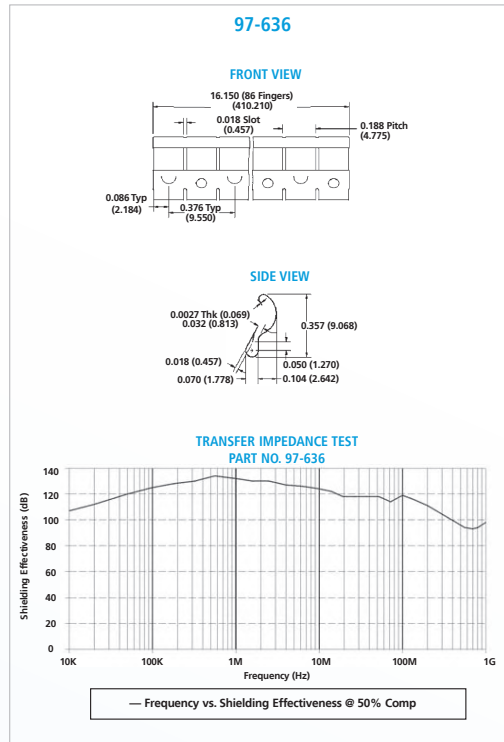 97-636
FRONT VIEW
16.150 (86 Fingers)
(410.210)
0.018 Slot
(0.457)
0.188 Pitch
(4.775)
0.086 Typ
(2.184)
0.376 Typ
(9.550)
SIDE VIEW
0.0027 Thk (0.069)
0.032 (0.813)
0.357 (9.068)
0.018 (0.457)
0.050 (1.270)
0.070 (1.778)
0.104 (2.642)
TRANSFER IMPEDANCE TEST
PART NO. 97-636
Shielding Effectiveness (dB)
140
120
100
80
60
40
20
0
10K 100K 1M 10M 100M 1G
Frequency (Hz)
— Frequency vs. Shielding Effectiveness @ 50% Comp